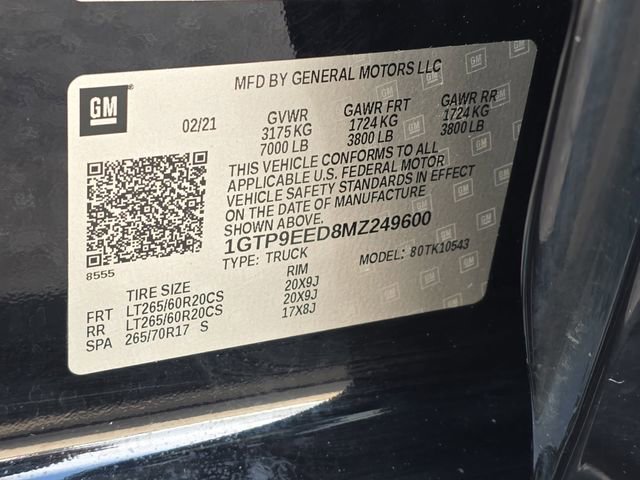 MFD BY GENERAL MOTORS LLC
GM
02/21
GVWR
3175 KG
7000 LB
GAWR FRT
1724 KG
3800 LB
GAWR RR
1724 KG
3800 LB
THIS VEHICLE CONFORMS TO ALL
APPLICABLE U.S. FEDERAL MOTOR
VEHICLE SAFETY STANDARDS IN EFFECT
ON THE DATE OF MANUFACTURE
SHOWN ABOVE.
1GTP9EED8MZ249600
TYPE: TRUCK
MODEL: 80TK10543
8555
TIRE SIZE RIM
FRT LT265/60R20CS 20X9J
RR LT265/60R20CS 20X9J
SPA 265/70R17 S 17X8J